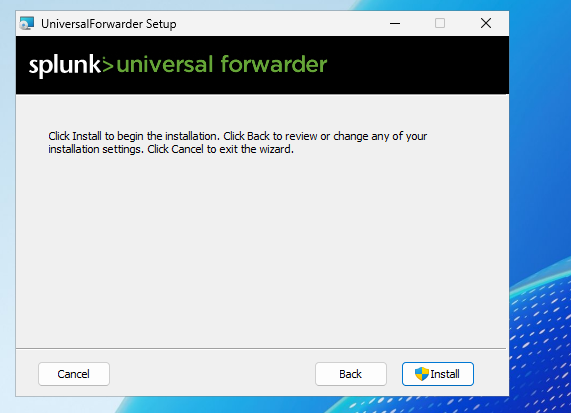 UniversalForwarder Setup
splunk>universal forwarder
Click Install to begin the installation. Click Back to review or change any of your
installation settings. Click Cancel to exit the wizard.
Cancel
Back
Install